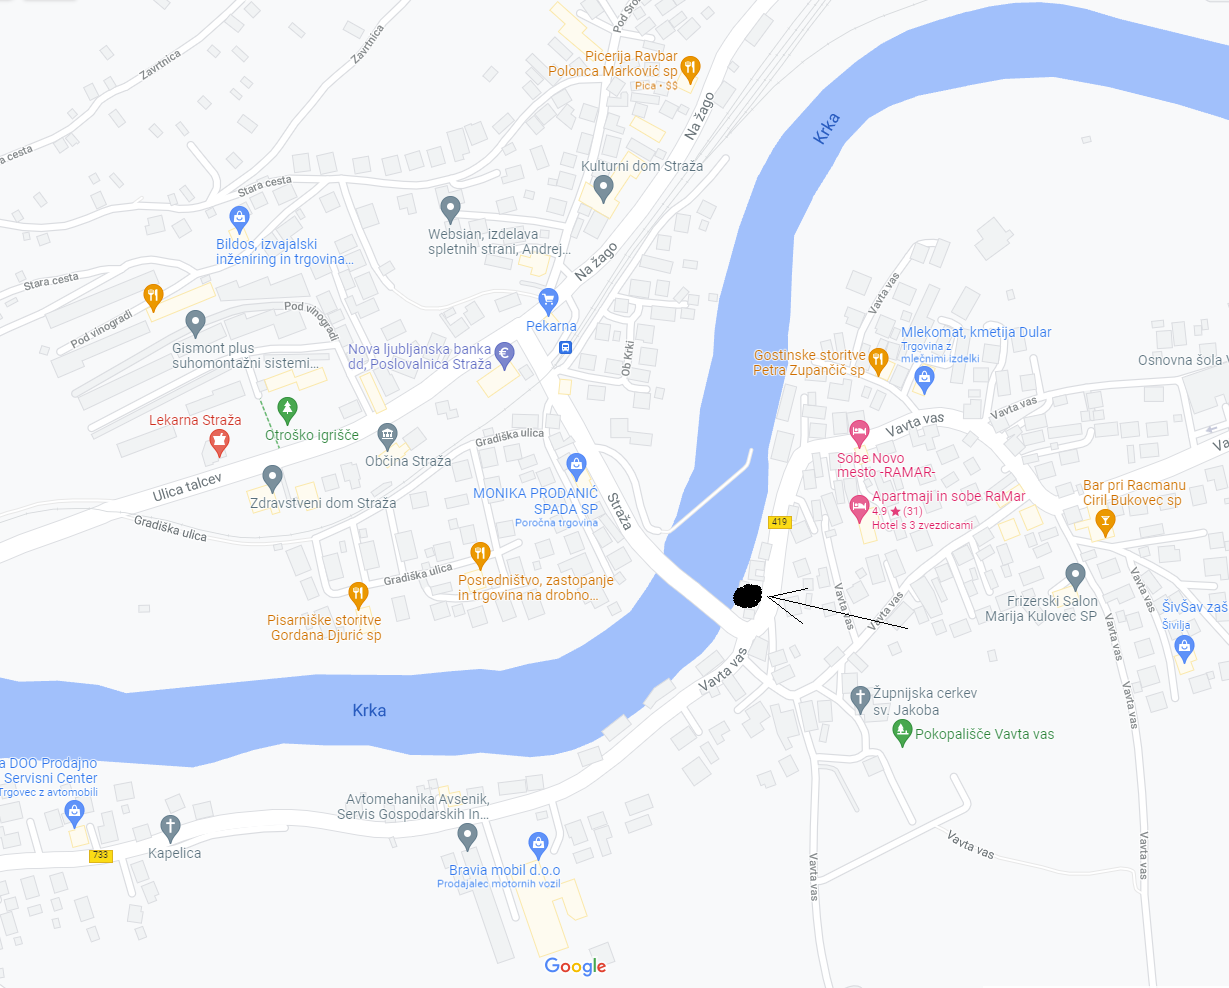 Pod Sro
Zavrtnica
Zavrtnica
Picerija Ravbar
Polonca Marković sp
Pica • $$
Na žago
Krka
a cesta
Stara cesta
Kulturni dom Straža
Websian, izdelava
spletnih strani, Andrej...
Bildos, izvajalski
inženiring in trgovina...
Na žago
Stara cesta
Pod vinogradi
Pod vinogradi
Pekarna
Gismont plus
suhomontažni sistemi...
Nova ljubljanska banka
dd, Poslovalnica Straža
Ob Krki
Vavta vas
Mlekomat, kmetija Dular
Trgovina z
mlečnimi izdelki
Gostinske storitve
Petra Zupančič sp
Osnovna šola V
Lekarna Straža
Otroško igrišče
Gradiška ulica
Občina Straža
Vavta vas
Vavta vas
Va
Sobe Novo
mesto -RAMAR-
Ulica talcev
Zdravstveni dom Straža
MONIKA PRODANIĆ
SPADA SP
Poročna trgovina
Straža
Apartmaji in sobe RaMar
4.9 ★ (31)
Hotel s 3 zvezdicami
Bar pri Racmanu
Ciril Bukovec sp
419
Gradiška ulica
Gradiška ulica
Posredništvo, zastopanje
in trgovina na drobno...
Pisarniške storitve
Gordana Djurić sp
Vavta vas
Vavta vas
Frizerski Salon
Marija Kulovec SP
Vavta vas
Vavta vas
ŠivŠav zaš
Šivilja
Vavta vas
Župnijska cerkev
sv. Jakoba
Vavta vas
Pokopališče Vavta vas
Krka
a DOO Prodajno
Servisni Center
Trgovec z avtomobili
Avtomehanika Avsenik,
Servis Gospodarskih In...
Kapelica
733
Bravia mobil d.o.o
Prodajalec motornih vozil
Vavta vas
Vavta vas
Vavta vas
Google